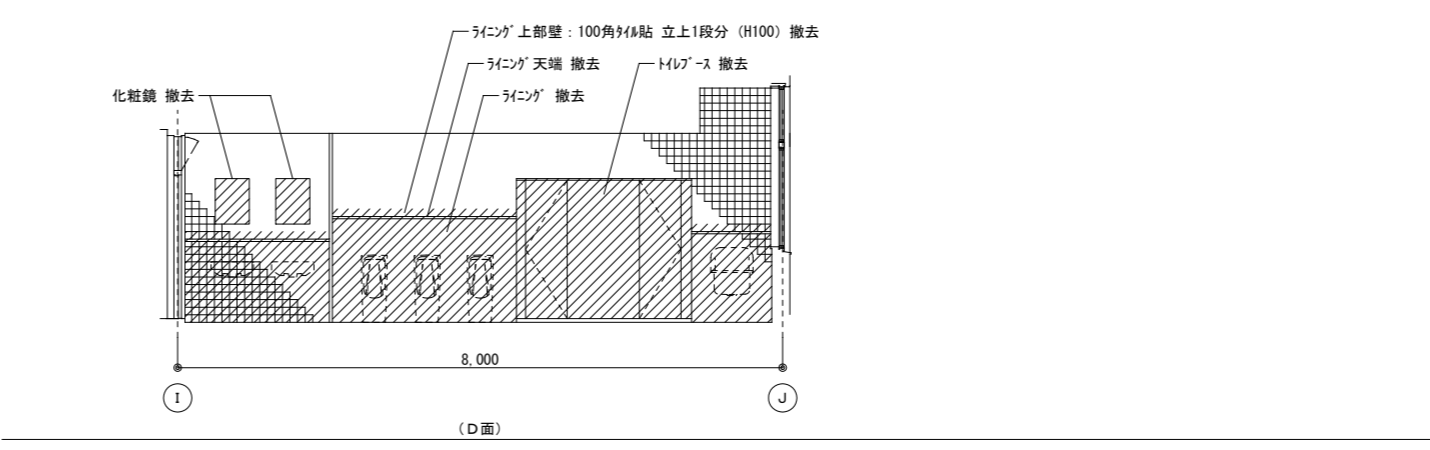 ﾗｲﾆﾝｸﾞ上部壁：100角ﾀｲﾙ貼 立上1段分（H100）撤去
ﾗｲﾆﾝｸﾞ天端 撤去
ﾄｲﾚﾌﾞｰｽ 撤去
化粧鏡 撤去
ﾗｲﾆﾝｸﾞ 撤去
8,000
I
J
（Ｄ面）